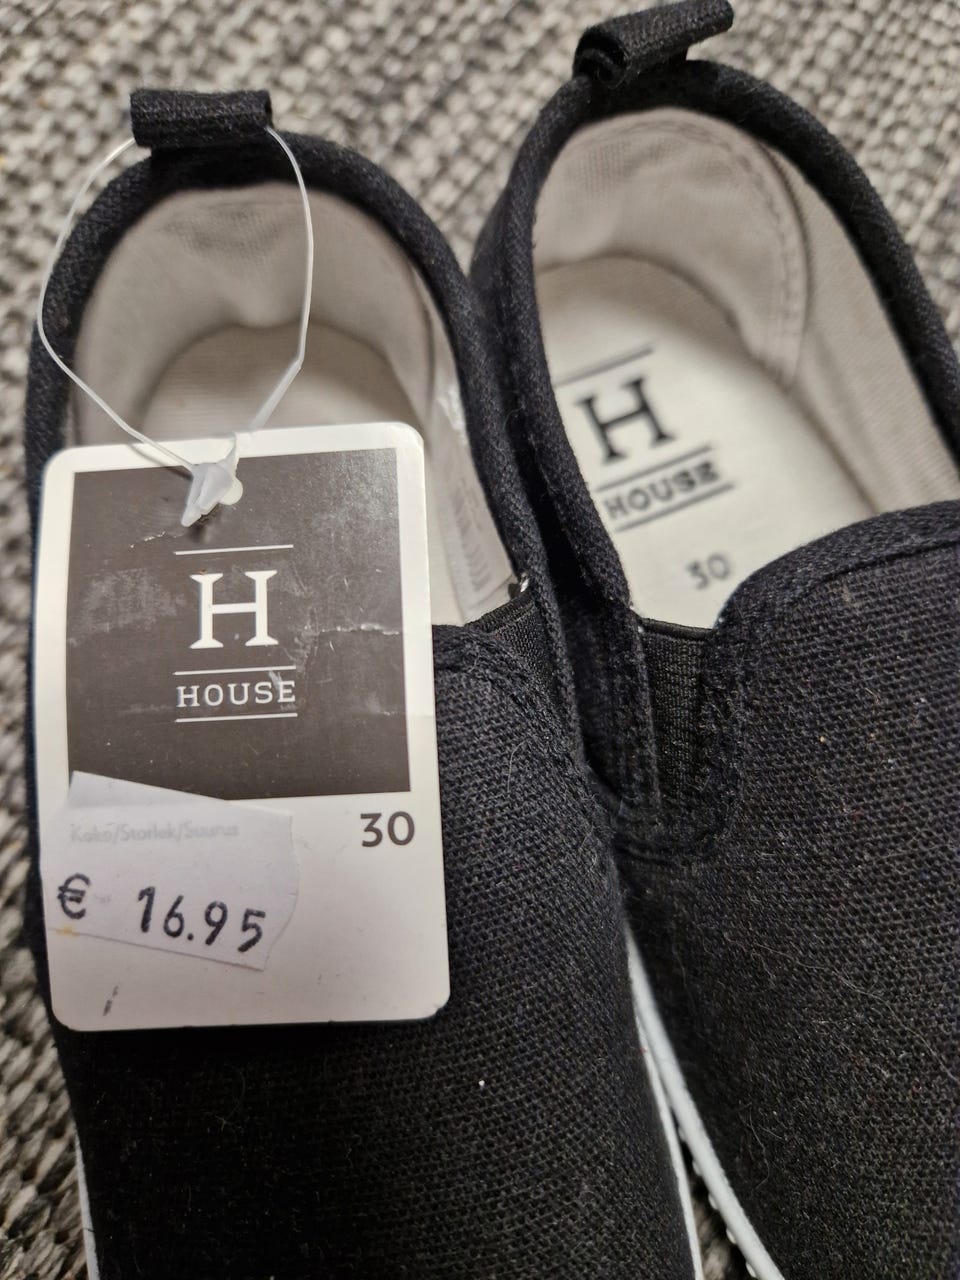 H
HOUSE
30
Koko/Storlek/Suurus
€ 16.95
H
HOUSE
30